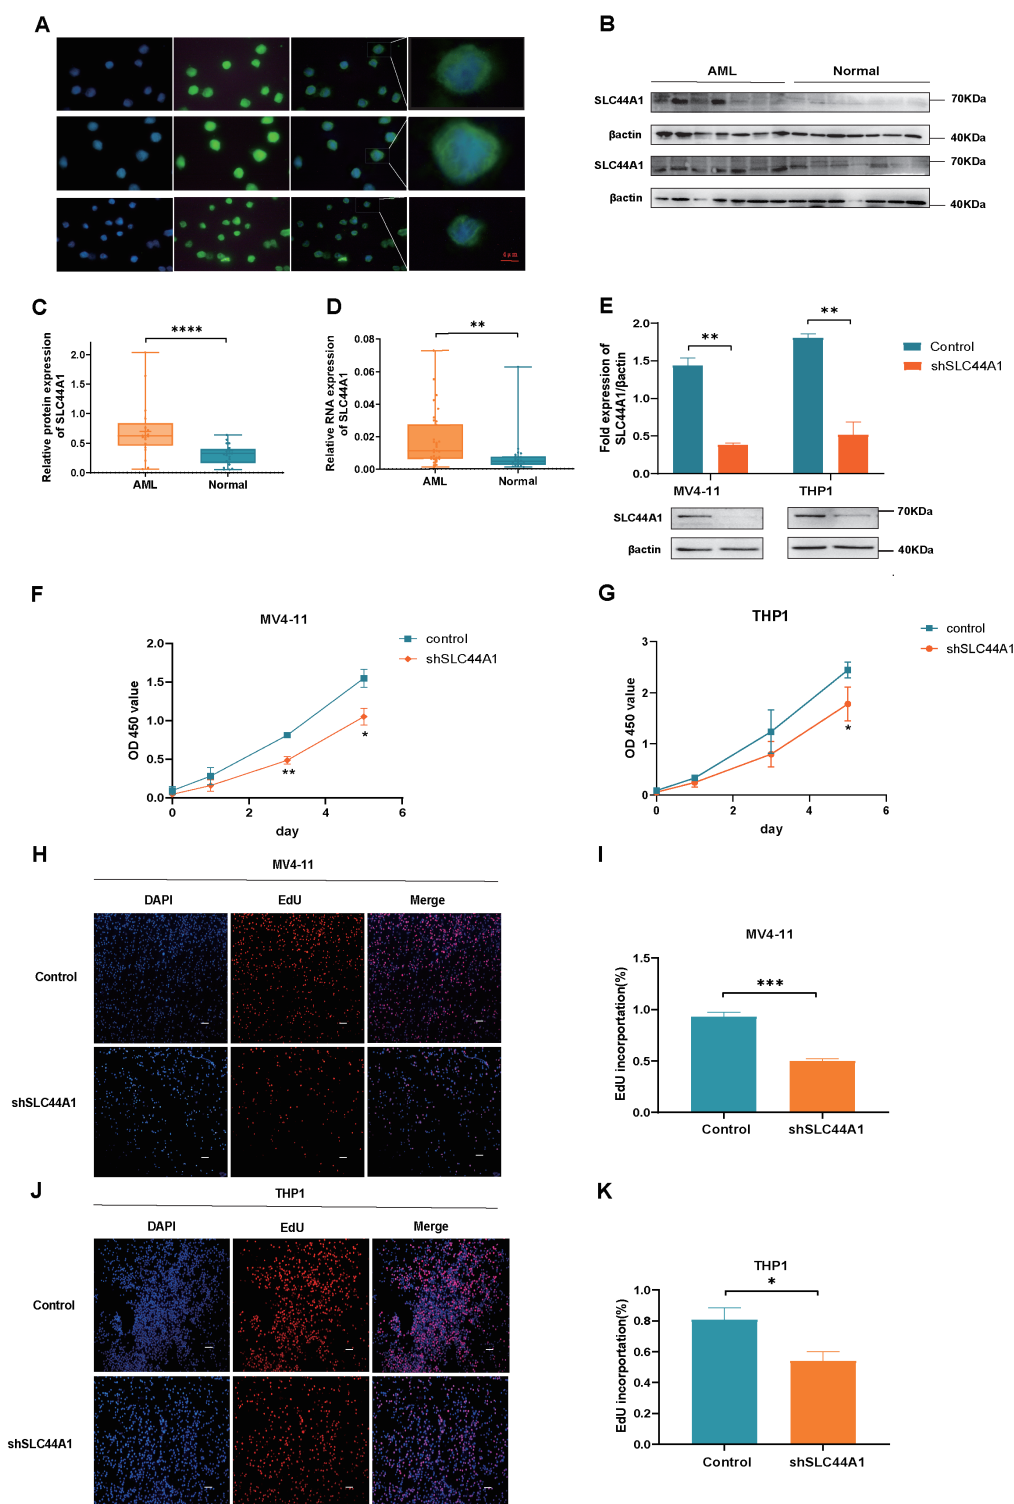 A
B
AML Normal
SLC44A1 70KDa
βactin 40KDa
SLC44A1 70KDa
βactin 40KDa
C
Relative protein expression
of SLC44A1
2.0
1.5
1.0
0.5
0.0
****
AML Normal
D
Relative RNA expression
of SLC44A1
0.08
0.06
0.04
0.02
0.00
**
AML Normal
E
Fold expression of
SLC44A1/βactin
2.0
1.5
1.0
0.5
0.0
**
**
Control
shSLC44A1
MV4-11 THP1
SLC44A1 70KDa
βactin 40KDa
F
MV4-11
control
shSLC44A1
OD 450 value
2.0
1.5
1.0
0.5
0.0
**
*
0 2 4 6
day
G
THP1
control
shSLC44A1
OD 450 value
3
2
1
0
*
0 2 4 6
day
H
MV4-11
DAPI EdU Merge
Control
shSLC44A1
I
MV4-11
EdU incorportation(%)
1.5
1.0
0.5
0.0
***
Control shSLC44A1
J
THP1
DAPI EdU Merge
Control
shSLC44A1
K
THP1
EdU incorportation(%)
1.0
0.8
0.6
0.4
0.2
0.0
*
Control shSLC44A1